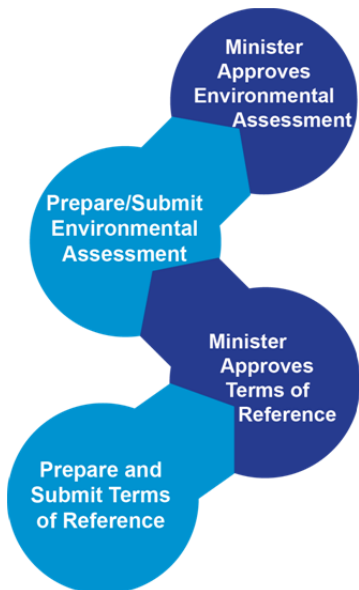 Minister
Approves
Environmental
Assessment
Prepare/Submit
Environmental
Assessment
Minister
Approves
Terms of
Reference
Prepare and
Submit Terms
of Reference